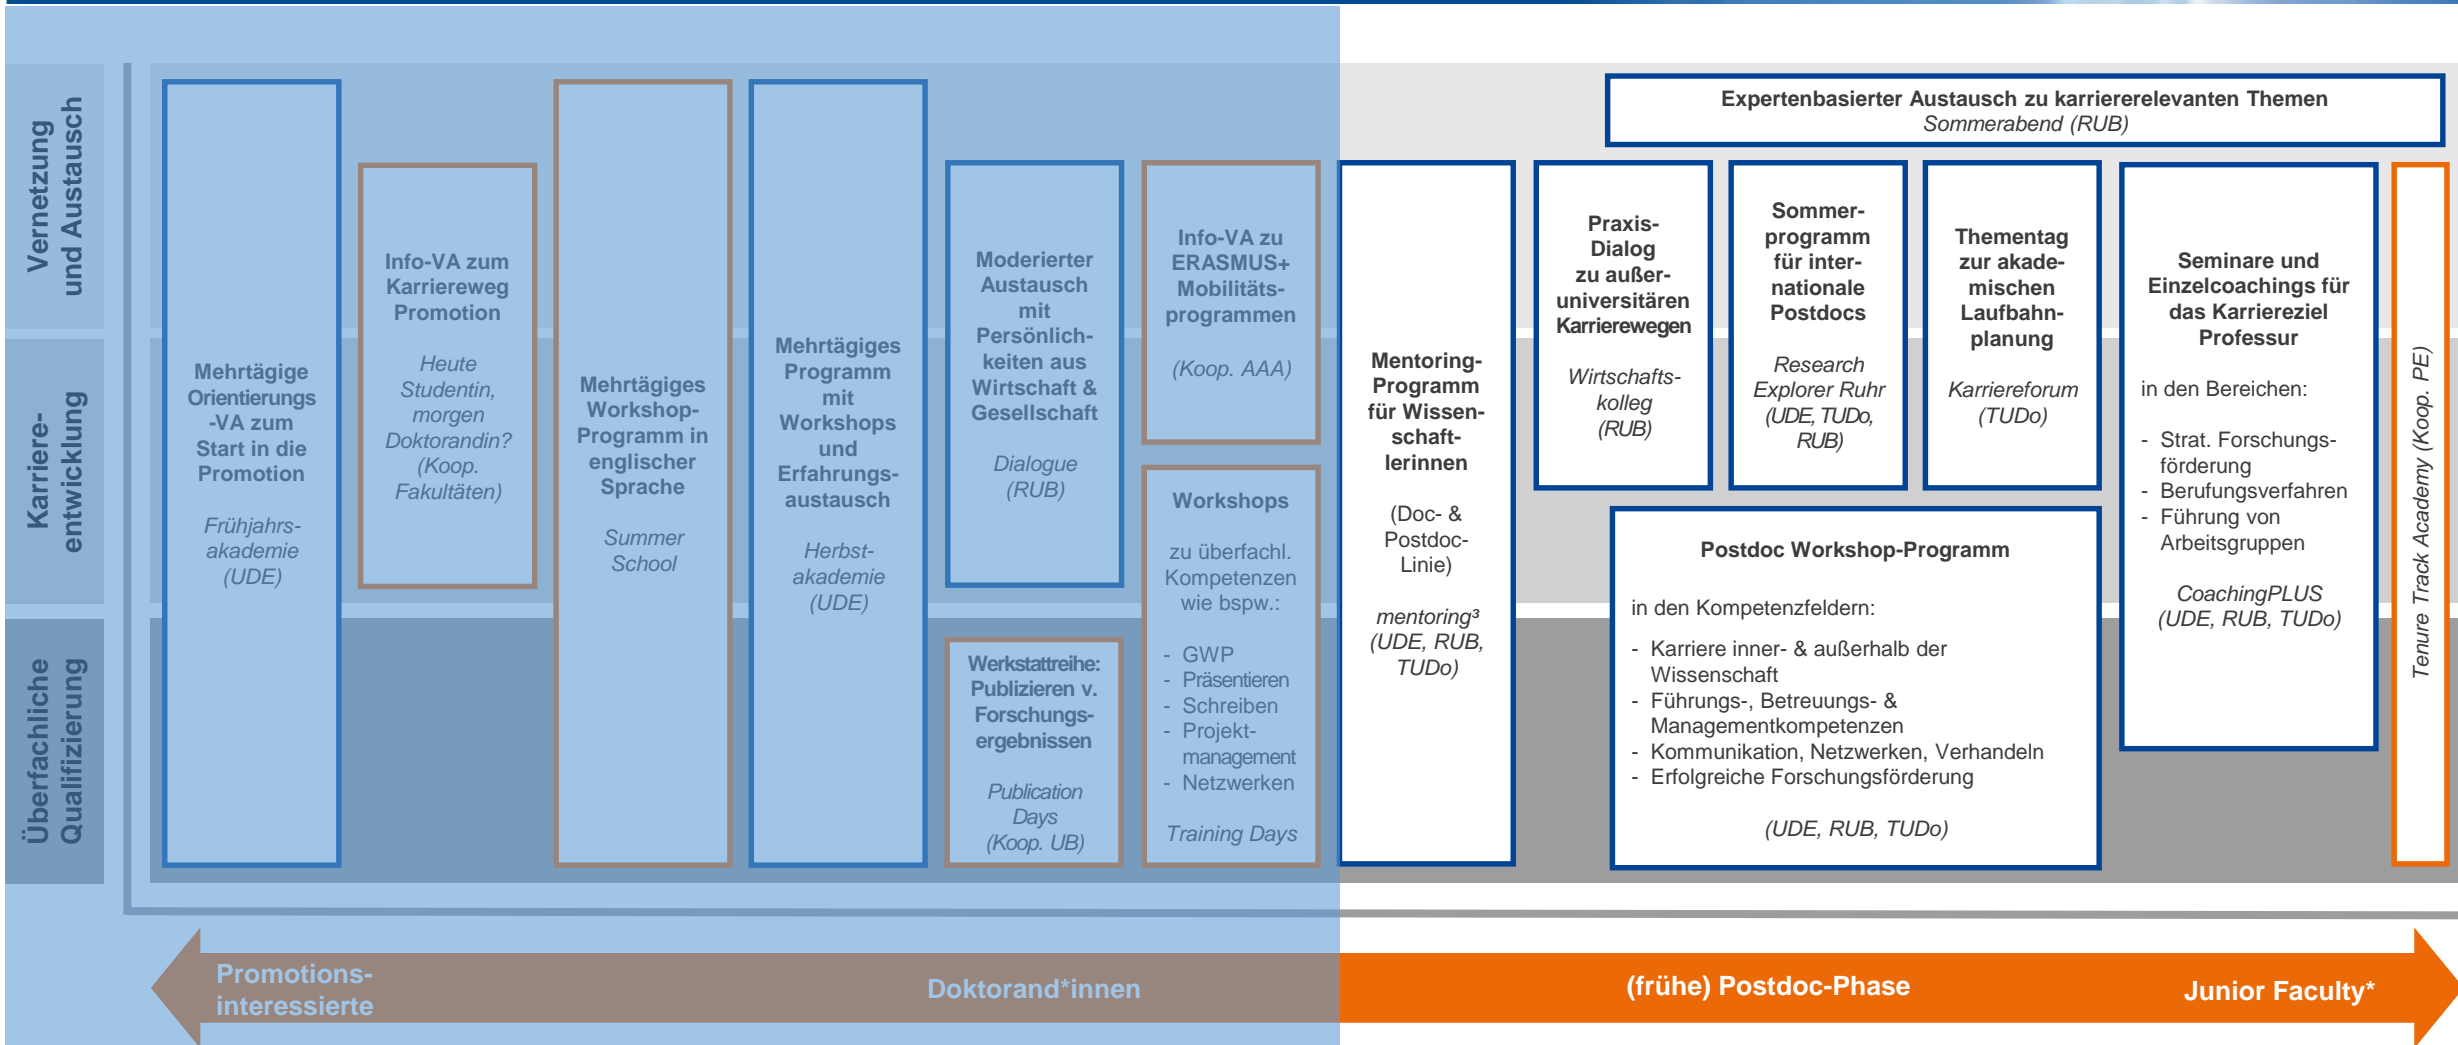 Vernetzung
und Austausch
Karriere-
entwicklung
Überfachliche
Qualifizierung
Mehrtägige
Orientierungs
-VA zum
Start in die
Promotion
Frühjahrs-
akademie
(UDE)
Info-VA zum
Karriereweg
Promotion
Heute
Studentin,
morgen
Doktorandin?
(Koop.
Fakultäten)
Mehrtägiges
Workshop-
Programm in
englischer
Sprache
Summer
School
Mehrtägiges
Programm
mit
Workshops
und
Erfahrungs-
austausch
Herbst-
akademie
(UDE)
Moderierter
Austausch
mit
Persönlich-
keiten aus
Wirtschaft &
Gesellschaft
Dialogue
(RUB)
Werkstattreihe:
Publizieren v.
Forschungs-
ergebnissen
Publication
Days
(Koop. UB)
Info-VA zu
ERASMUS+
Mobilitäts-
programmen
(Koop. AAA)
Workshops
zu überfachl.
Kompetenzen
wie bspw.:
- GWP
- Präsentieren
- Schreiben
- Projekt-
management
- Netzwerken
Training Days
Mentoring-
Programm
für Wissen-
schaft-
lerinnen
(Doc- &
Postdoc-
Linie)
mentoring³
(UDE, RUB,
TUDo)
Expertenbasierter Austausch zu karriererelevanten Themen
Sommerabend (RUB)
Praxis-
Dialog
zu außer-
universitären
Karrierewegen
Wirtschafts-
kolleg
(RUB)
Sommer-
programm
für inter-
nationale
Postdocs
Research
Explorer Ruhr
(UDE, TUDo,
RUB)
Thementag
zur akade-
mischen
Laufbahn-
planung
Karriereforum
(TUDo)
Postdoc Workshop-Programm
in den Kompetenzfeldern:
- Karriere inner- & außerhalb der
Wissenschaft
- Führungs-, Betreuungs- &
Managementkompetenzen
- Kommunikation, Netzwerken, Verhandeln
- Erfolgreiche Forschungsförderung
(UDE, RUB, TUDo)
Seminare und
Einzelcoachings für
das Karriereziel
Professur
in den Bereichen:
- Strat. Forschungs-
förderung
- Berufungsverfahren
- Führung von
Arbeitsgruppen
CoachingPLUS
(UDE, RUB, TUDo)
Tenure Track Academy (Koop. PE)
Promotions-
interessierte
Doktorand*innen
(frühe) Postdoc-Phase
Junior Faculty*